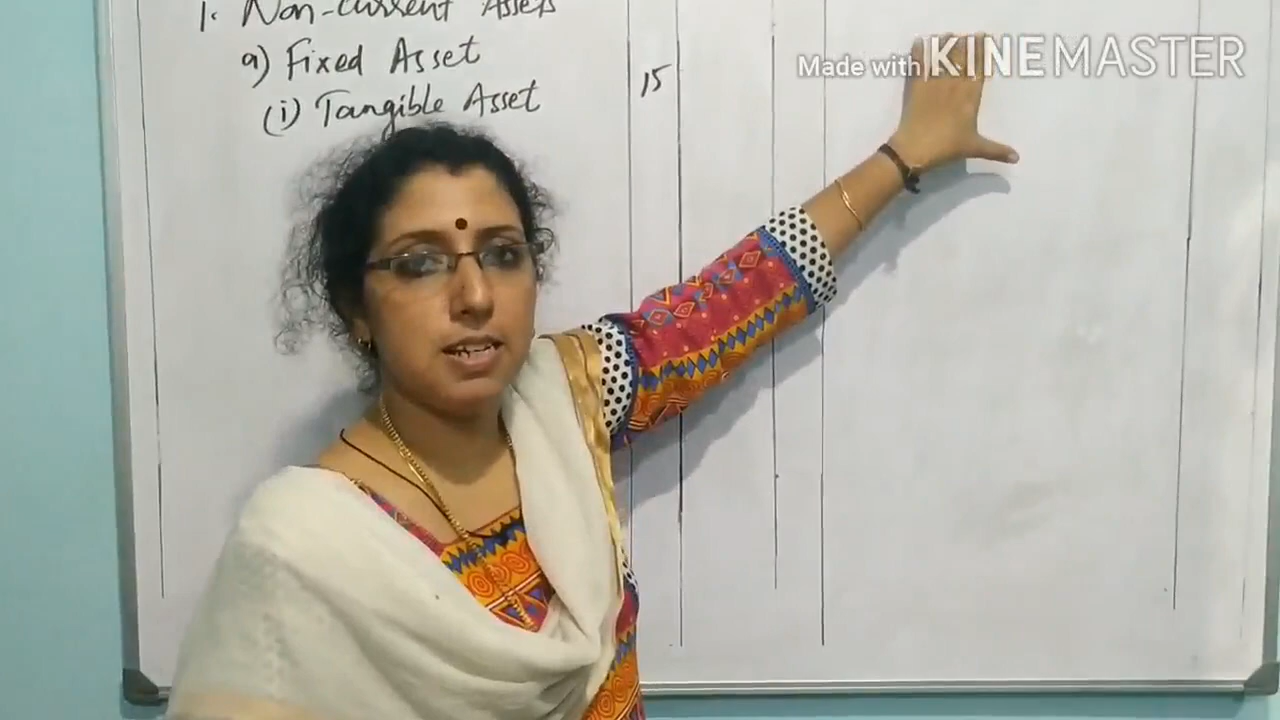 1. Non-Current Assets
a) Fixed Asset
(i) Tangible Asset
15
Made with KINEMASTER